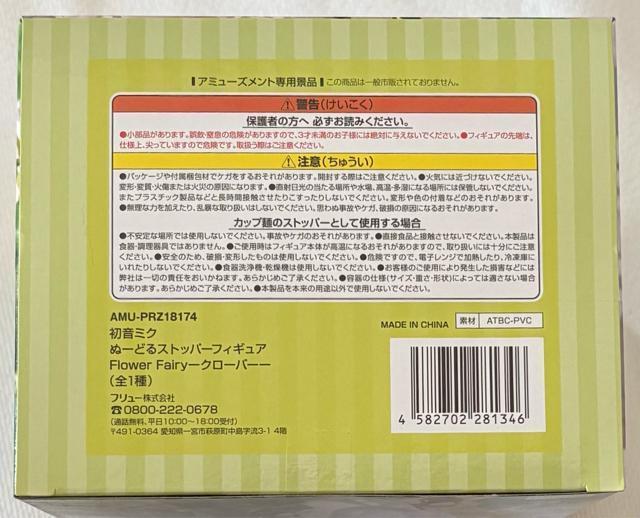 アミューズメント専用景品 この商品は一般市販されておりません。
⚠警告(けいこく)
保護者の方へ 必ずお読みください。
●小部品があります。誤飲・窒息の危険がありますので、3才未満のお子様には絶対に与えないでください。●フィギュアの先端は、
仕様上、尖っていますので危険です。取扱う際はご注意ください。
⚠注意(ちゅうい)
●パッケージや付属梱包材でケガをするおそれがあります。開封する際はご注意ください。●火気には近づけないでください。
変形・変質・火傷または火災の原因になります。●直射日光の当たる場所や水場、高温・多湿になる場所には保管しないでください。
またプラスチック製品などと長時間接触させたりこすったりしないでください。変形や色の付着などのおそれがあります。
●無理な力を加えたり、乱暴な取り扱いはしないでください。思わぬ事故やケガ、破損の原因になるおそれがあります。
カップ麺のストッパーとして使用する場合
●不安定な場所では使用しないでください。事故やケガのおそれがあります。●直接食品と接触させないでください。本製品は
食器・調理器具ではありません。●ご使用時はフィギュア本体が高温になるおそれがありますので、取り扱いには十分にご注意
ください。●安全のため、破損・変形したものは使用しないでください。●危険ですので、電子レンジで加熱したり、冷凍庫に
いれたりしないでください。●食器洗浄機・乾燥機は使用しないでください。●お客様のご使用により発生した損害などには
弊社は一切の責任をおいかねます。あらかじめご了承ください。●容器の仕様(サイズ・重さ・形状)によっては適さない場合
があります。あらかじめご了承ください。●本製品を本来の用途以外で使用しないでください。
AMU-PRZ18174
初音ミク
ぬーどるストッパーフィギュア
Flower Fairyークローバーー
(全1種)
フリュー株式会社
☎0800-222-0678
(通話無料、平日10:00〜18:00受付)
〒491-0364 愛知県一宮市萩原町中島字流3-1 4階
MADE IN CHINA 素材 ATBC-PVC
4 582702 281346